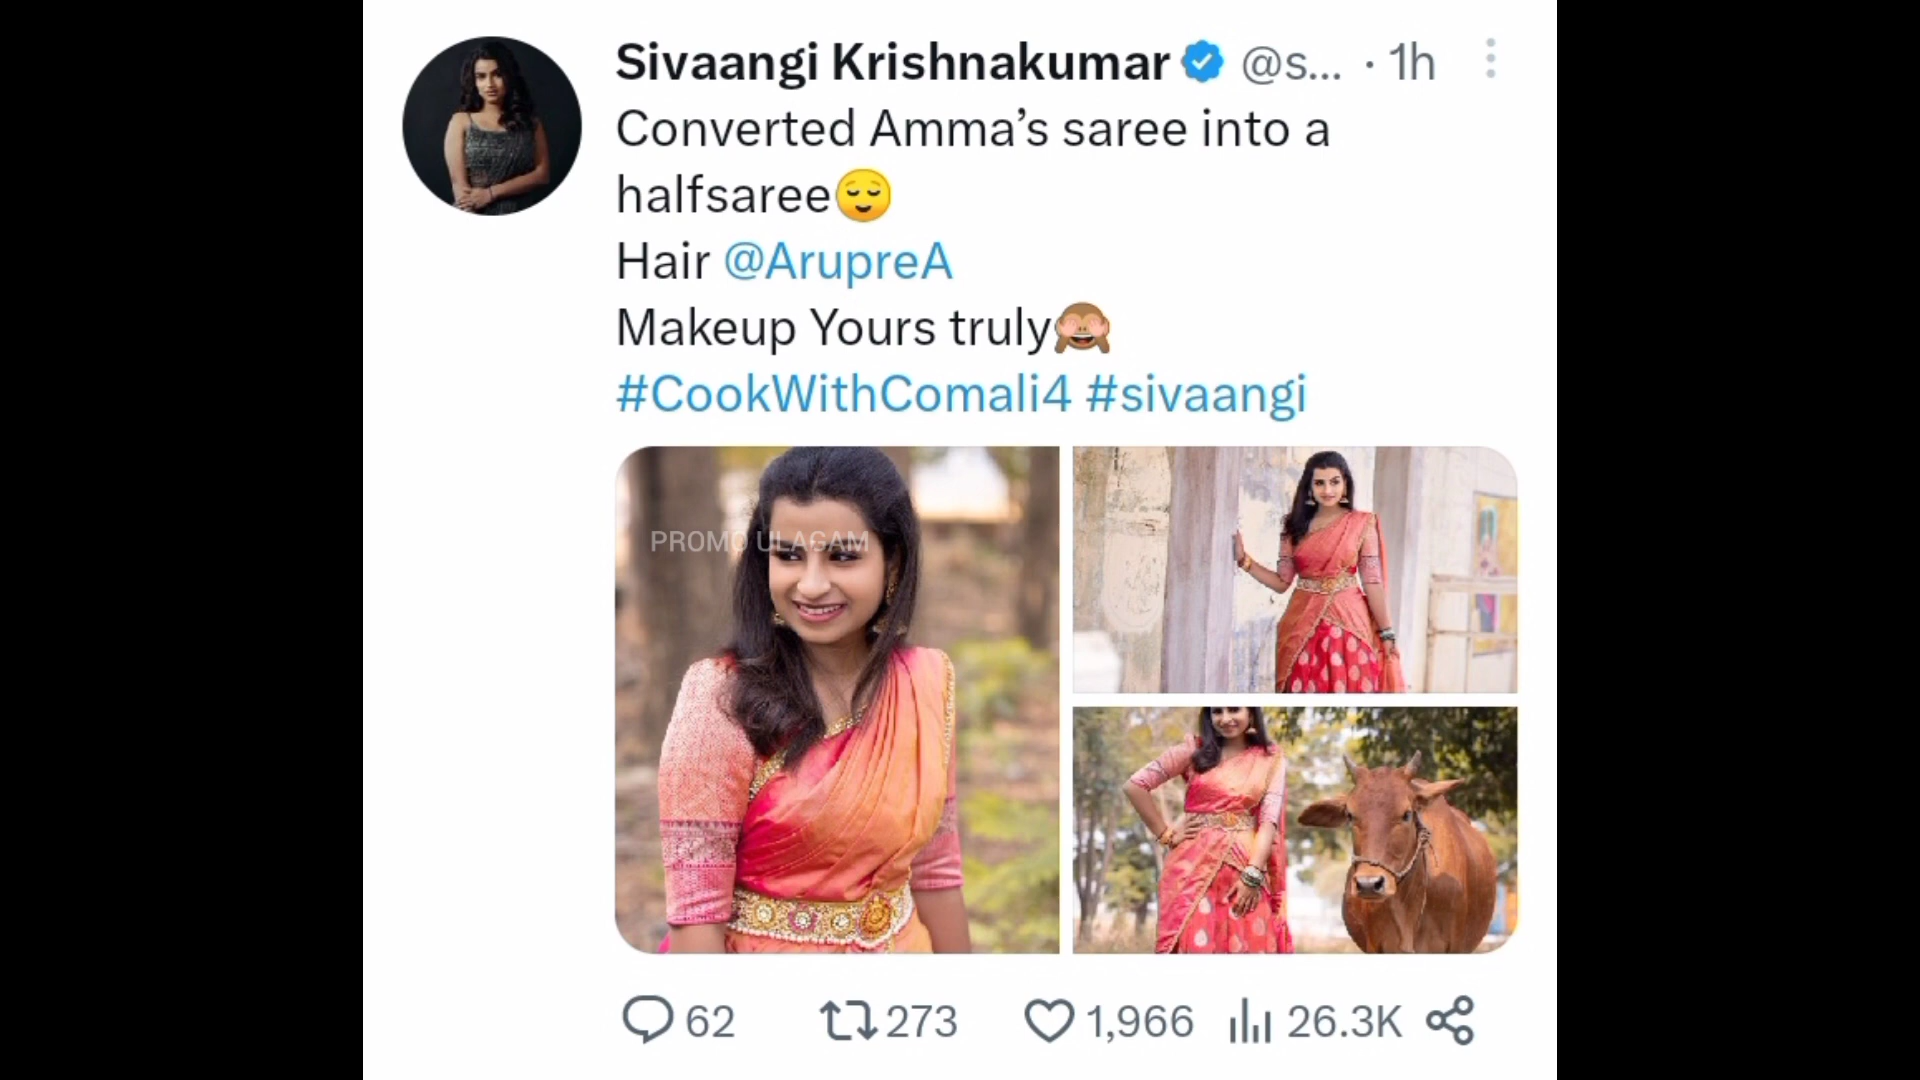 Sivaangi Krishnakumar @s... · 1h
Converted Amma’s saree into a
halfsaree😌
Hair @ArupreA
Makeup Yours truly🙈
#CookWithComali4 #sivaangi
PROMO ULAGAM
62 273 1,966 26.3K